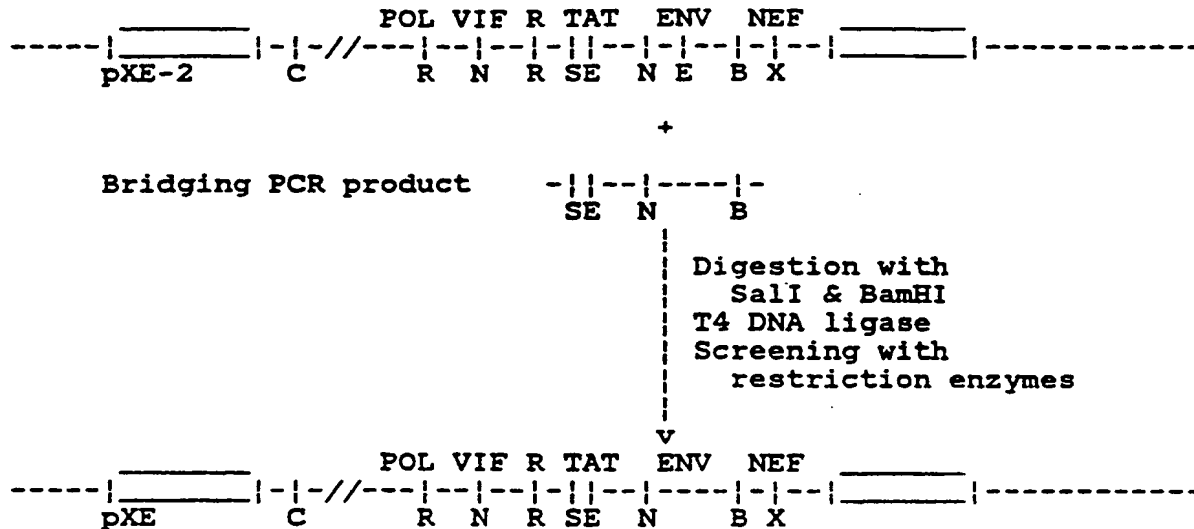 POL VIF R TAT ENV NEF
-----¦ ¦-¦-//---¦--¦--¦-¦¦--¦-¦--¦-¦--¦ ¦-----------
pXE-2 C R N R SE N E B X
+
Bridging PCR product -¦¦--¦----¦-
SE N B
Digestion with
SalI & BamHI
T4 DNA ligase
Screening with
restriction enzymes
v
POL VIF R TAT ENV NEF
-----¦ ¦-¦-//---¦--¦--¦-¦¦--¦----¦-¦--¦ ¦-----------
pXE C R N R SE N B X